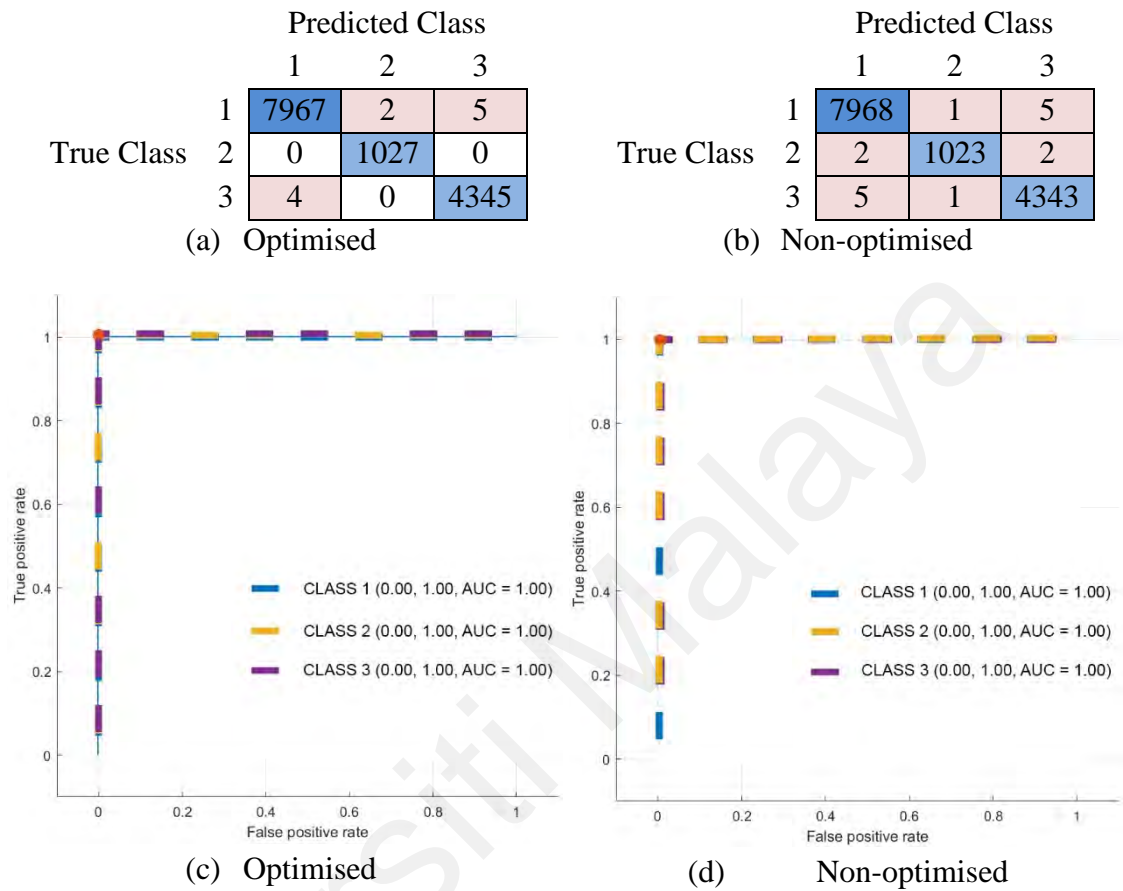 Predicted Class
1 2 3
1 7967 2 5
True Class 2 0 1027 0
3 4 0 4345
(a) Optimised
Predicted Class
1 2 3
1 7968 1 5
True Class 2 2 1023 2
3 5 1 4343
(b) Non-optimised
1
0.8
0.6
0.4
0.2
0
True positive rate
CLASS 1 (0.00, 1.00, AUC = 1.00)
CLASS 2 (0.00, 1.00, AUC = 1.00)
CLASS 3 (0.00, 1.00, AUC = 1.00)
0 0.2 0.4 0.6 0.8 1
False positive rate
(c) Optimised
1
0.8
0.6
0.4
0.2
0
True positive rate
CLASS 1 (0.00, 1.00, AUC = 1.00)
CLASS 2 (0.00, 1.00, AUC = 1.00)
CLASS 3 (0.00, 1.00, AUC = 1.00)
0 0.2 0.4 0.6 0.8 1
False positive rate
(d) Non-optimised
siti Malaya